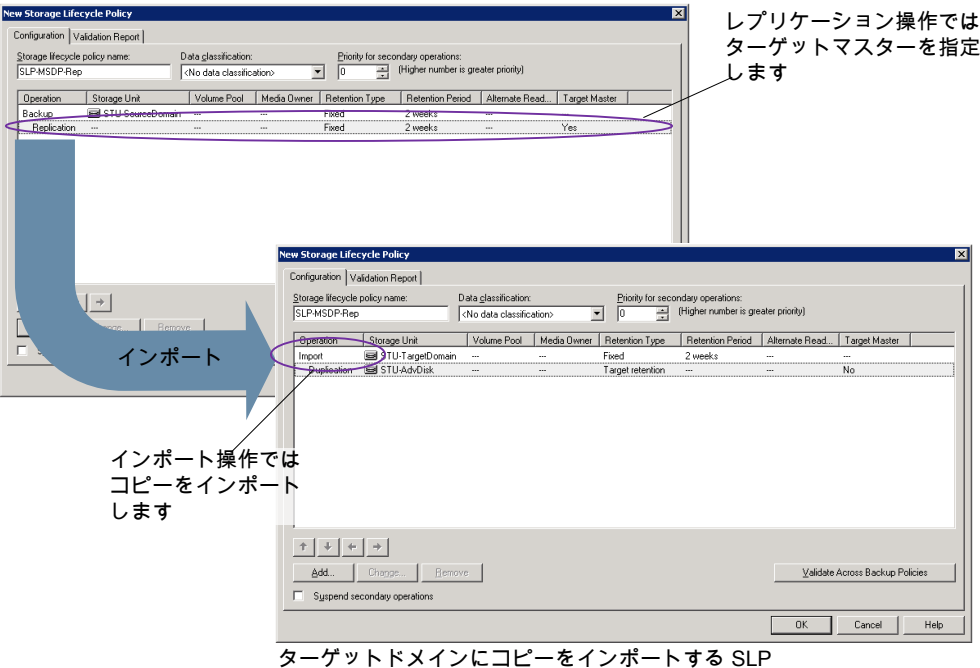 New Storage Lifecycle Policy
Configuration Validation Report
Storage lifecycle policy name: Data classification: Priority for secondary operations:
SLP-MSDP-Rep <No data classification> 0 (Higher number is greater priority)
Operation Storage Unit Volume Pool Media Owner Retention Type Retention Period Alternate Read... Target Master
Backup STU-SourceDomain --- --- Fixed 2 weeks ---
Replication --- --- --- Fixed 2 weeks --- Yes
レプリケーション操作では
ターゲットマスターを指定
します
Remove
インポート
New Storage Lifecycle Policy
Configuration Validation Report
Storage lifecycle policy name: Data classification: Priority for secondary operations:
SLP-MSDP-Rep <No data classification> 0 (Higher number is greater priority)
Operation Storage Unit Volume Pool Media Owner Retention Type Retention Period Alternate Read... Target Master
Import STU-TargetDomain --- --- Fixed 2 weeks --- ---
Duplication STU-AdvDisk --- --- Target retention --- --- No
インポート操作では
コピーをインポート
します
Add... Change... Remove Validate Across Backup Policies
Suspend secondary operations
OK Cancel Help
ターゲットドメインにコピーをインポートする SLP